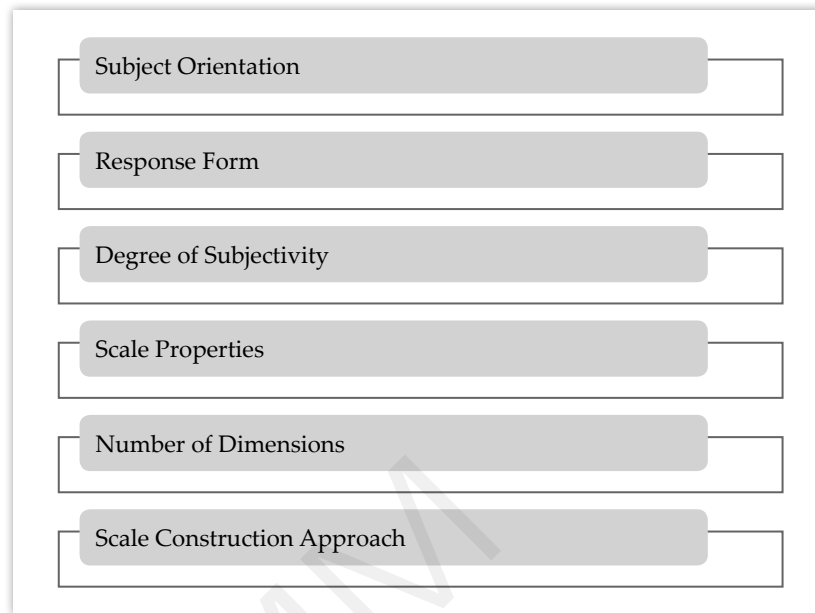 Subject Orientation
Response Form
Degree of Subjectivity
Scale Properties
Number of Dimensions
Scale Construction Approach